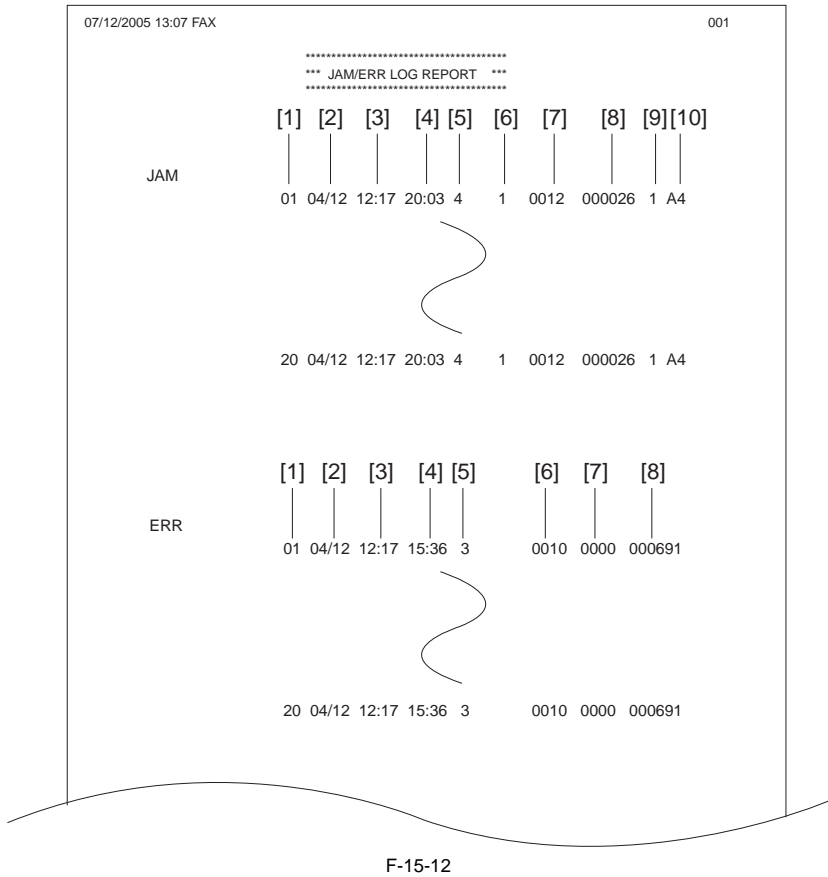 07/12/2005 13:07 FAX 001
***************************************
*** JAM/ERR LOG REPORT ***
***************************************
[1] [2] [3] [4] [5] [6] [7] [8] [9] [10]
JAM
01 04/12 12:17 20:03 4 1 0012 000026 1 A4
20 04/12 12:17 20:03 4 1 0012 000026 1 A4
[1] [2] [3] [4] [5] [6] [7] [8]
ERR
01 04/12 12:17 15:36 3 0010 0000 000691
20 04/12 12:17 15:36 3 0010 0000 000691
F-15-12